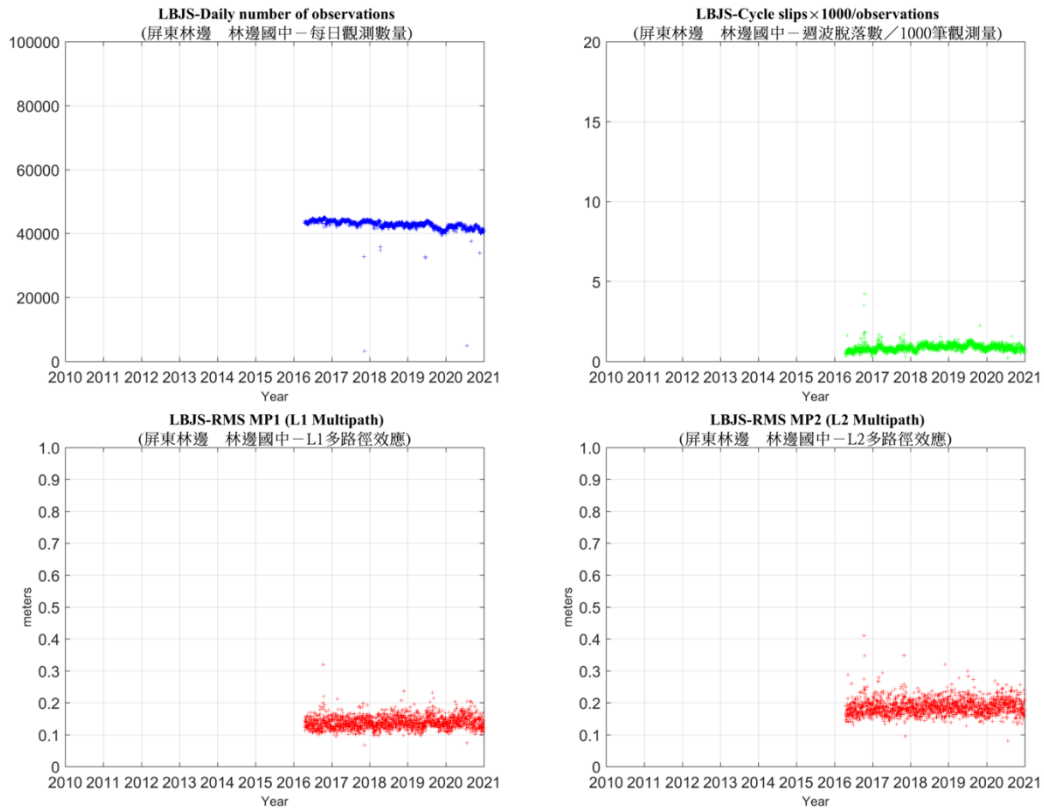 LBJS-Daily number of observations
(屏東林邊　林邊國中－每日觀測數量)
100000
80000
60000
40000
20000
0
2010 2011 2012 2013 2014 2015 2016 2017 2018 2019 2020 2021
Year
LBJS-Cycle slips×1000/observations
(屏東林邊　林邊國中－週波脫落數／1000筆觀測量)
20
15
10
5
0
2010 2011 2012 2013 2014 2015 2016 2017 2018 2019 2020 2021
Year
LBJS-RMS MP1 (L1 Multipath)
(屏東林邊　林邊國中－L1多路徑效應)
1.0
0.9
0.8
0.7
0.6
0.5
0.4
0.3
0.2
0.1
0
meters
2010 2011 2012 2013 2014 2015 2016 2017 2018 2019 2020 2021
Year
LBJS-RMS MP2 (L2 Multipath)
(屏東林邊　林邊國中－L2多路徑效應)
1.0
0.9
0.8
0.7
0.6
0.5
0.4
0.3
0.2
0.1
0
meters
2010 2011 2012 2013 2014 2015 2016 2017 2018 2019 2020 2021
Year